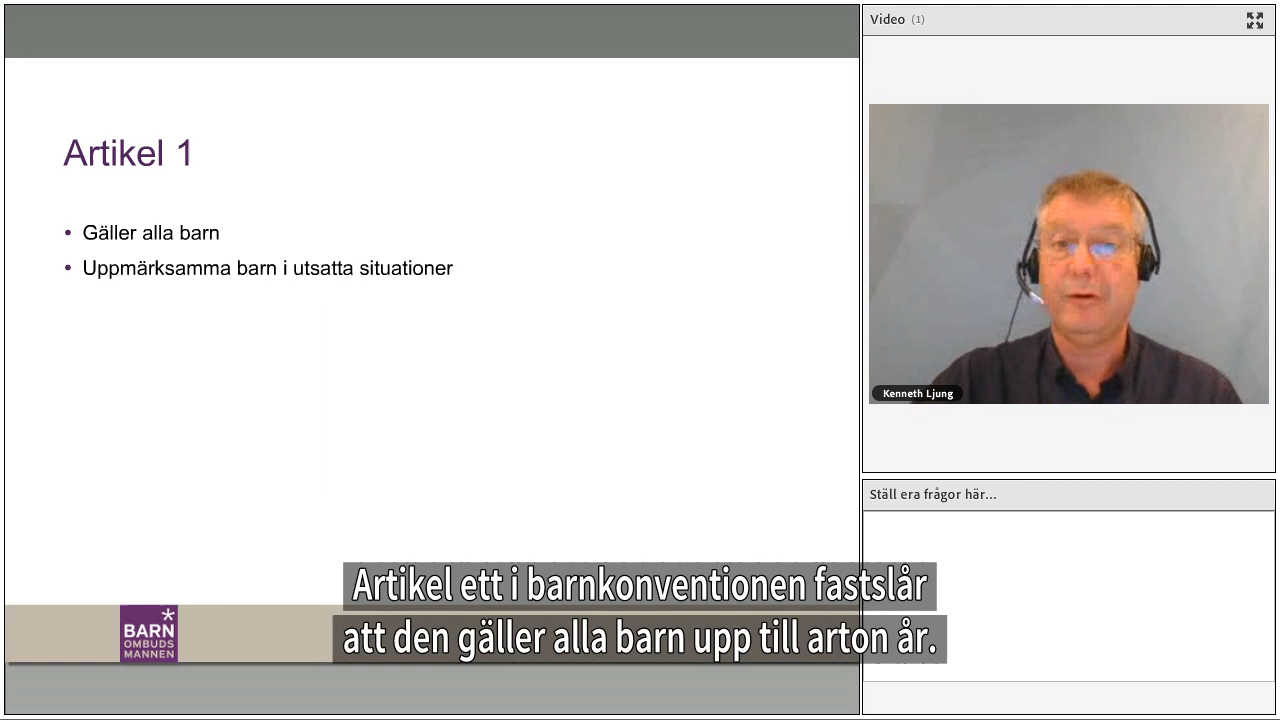 Artikel 1
• Gäller alla barn
• Uppmärksamma barn i utsatta situationer
BARN
OMBUDS
MANNEN
Video (1)
Kenneth Ljung
Ställ era frågor här...
Artikel ett i barnkonventionen fastslår
att den gäller alla barn upp till arton år.